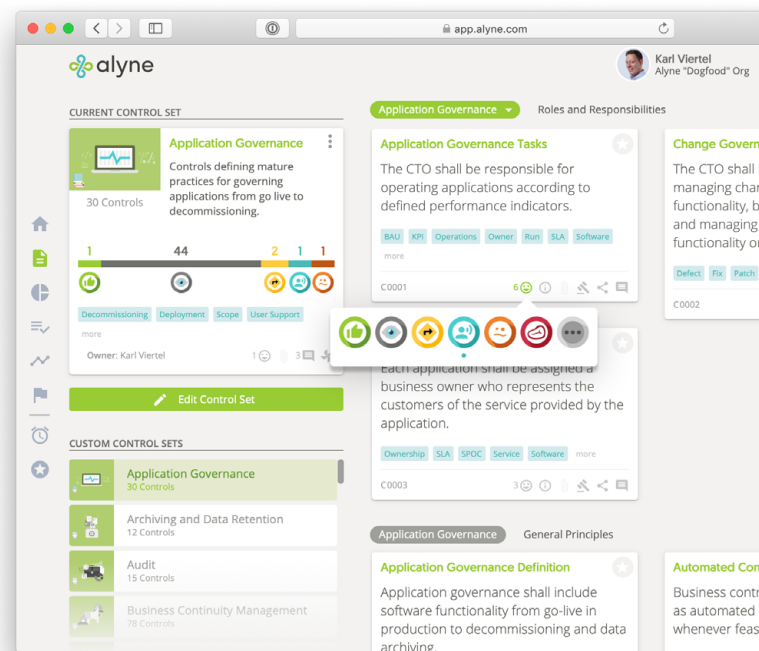 app.alyne.com
alyne
Karl Viertel
Alyne "Dogfood" Org
CURRENT CONTROL SET
Application Governance
Controls defining mature
practices for governing
applications from go live to
decommissioning.
30 Controls
1
44
2
1
1
Decommissioning
Deployment
Scope
User Support
more
Owner: Karl Viertel
1
3
Edit Control Set
CUSTOM CONTROL SETS
Application Governance
30 Controls
Archiving and Data Retention
12 Controls
Audit
15 Controls
Business Continuity Management
78 Controls
Application Governance
Roles and Responsibilities
Application Governance Tasks
The CTO shall be responsible for
operating applications according to
defined performance indicators.
BAU
KPI
Operations
Owner
Run
SLA
Software
more
C0001
6
Change Govern
The CTO shall
managing char
functionality, b
and managing
functionality o
Defect
Fix
Patch
C0002
Each application shall be assigned a
business owner who represents the
customers of the service provided by the
application.
Ownership
SLA
SPOC
Service
Software
more
C0003
3
Application Governance
General Principles
Application Governance Definition
Application governance shall include
software functionality from go-live in
production to decommissioning and data
archiving.
Automated Con
Business contr
as automated
whenever feas